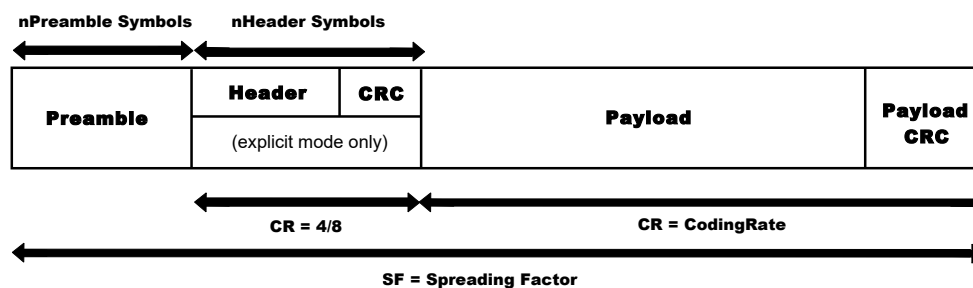 nPreamble Symbols
nHeader Symbols
Preamble
Header
CRC
(explicit mode only)
Payload
Payload
CRC
CR = 4/8
CR = CodingRate
SF = Spreading Factor